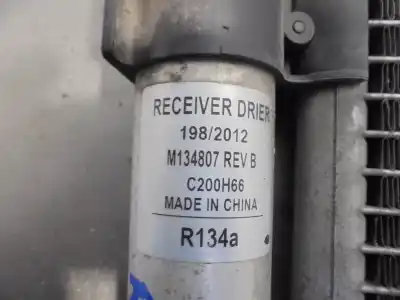 RECEIVER DRIER
198/2012
M134807 REV B
C200H66
MADE IN CHINA
R134a